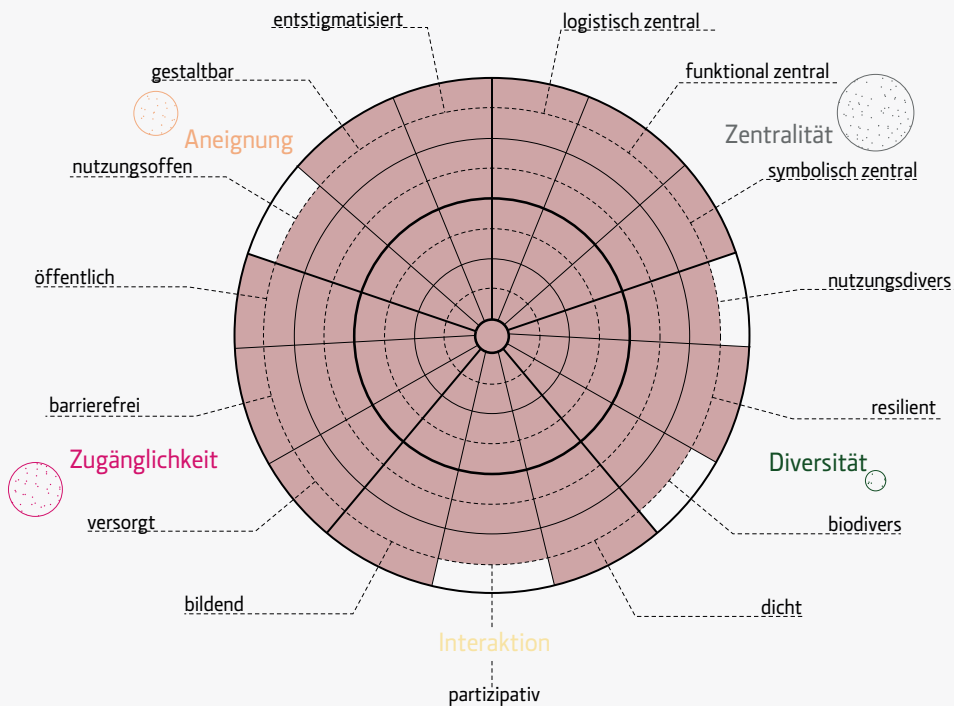 entstigmatisiert
logistisch zentral
gestaltbar
funktional zentral
Aneignung
Zentralität
nutzungsoffen
symbolisch zentral
öffentlich
nutzungsdivers
barrierefrei
resilient
Zugänglichkeit
Diversität
versorgt
biodivers
bildend
dicht
Interaktion
partizipativ